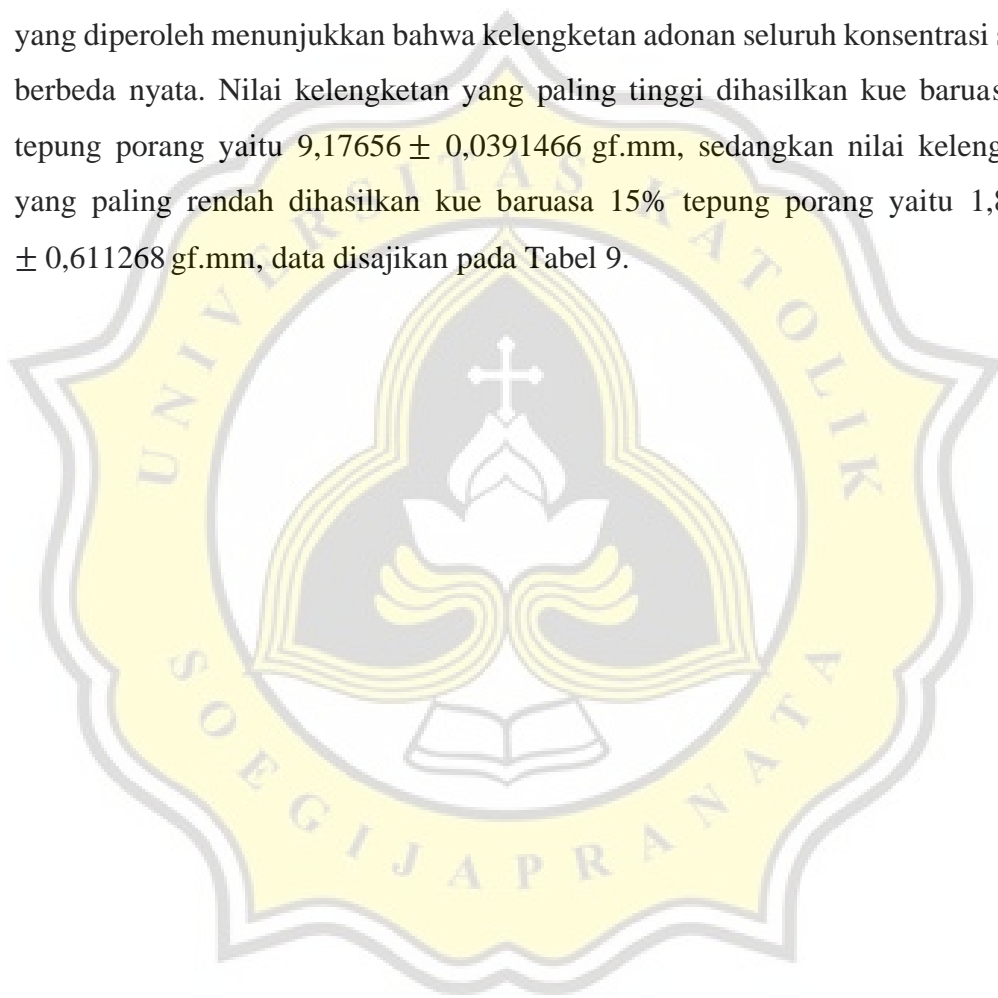 yang diperoleh menunjukkan bahwa kelengketan adonan seluruh konsentrasi
berbeda nyata. Nilai kelengketan yang paling tinggi dihasilkan kue
tepung porang yaitu 9,17656 ± 0,0391466 gf.mm, sedangkan nilai
yang paling rendah dihasilkan kue baruasa 15% tepung porang yaitu
± 0,611268 gf.mm, data disajikan pada Tabel 9.
UNIVERSITAS KATOLIK
SOEGIJAPRANATA